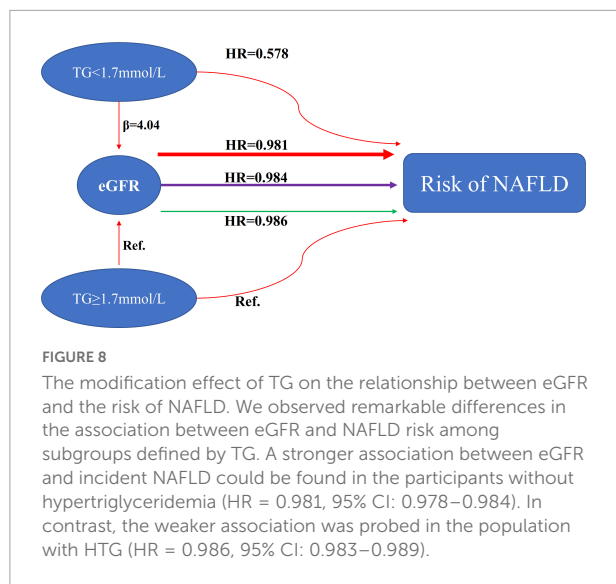 HR=0.578
TG<1.7mmol/L
β=4.04
HR=0.981
eGFR
HR=0.984
Risk of NAFLD
HR=0.986
Ref.
TG≥1.7mmol/L
Ref.
FIGURE 8
The modification effect of TG on the relationship between eGFR
and the risk of NAFLD. We observed remarkable differences in
the association between eGFR and NAFLD risk among
subgroups defined by TG. A stronger association between eGFR
and incident NAFLD could be found in the participants without
hypertriglyceridemia (HR = 0.981, 95% CI: 0.978–0.984). In
contrast, the weaker association was probed in the population
with HTG (HR = 0.986, 95% CI: 0.983–0.989).